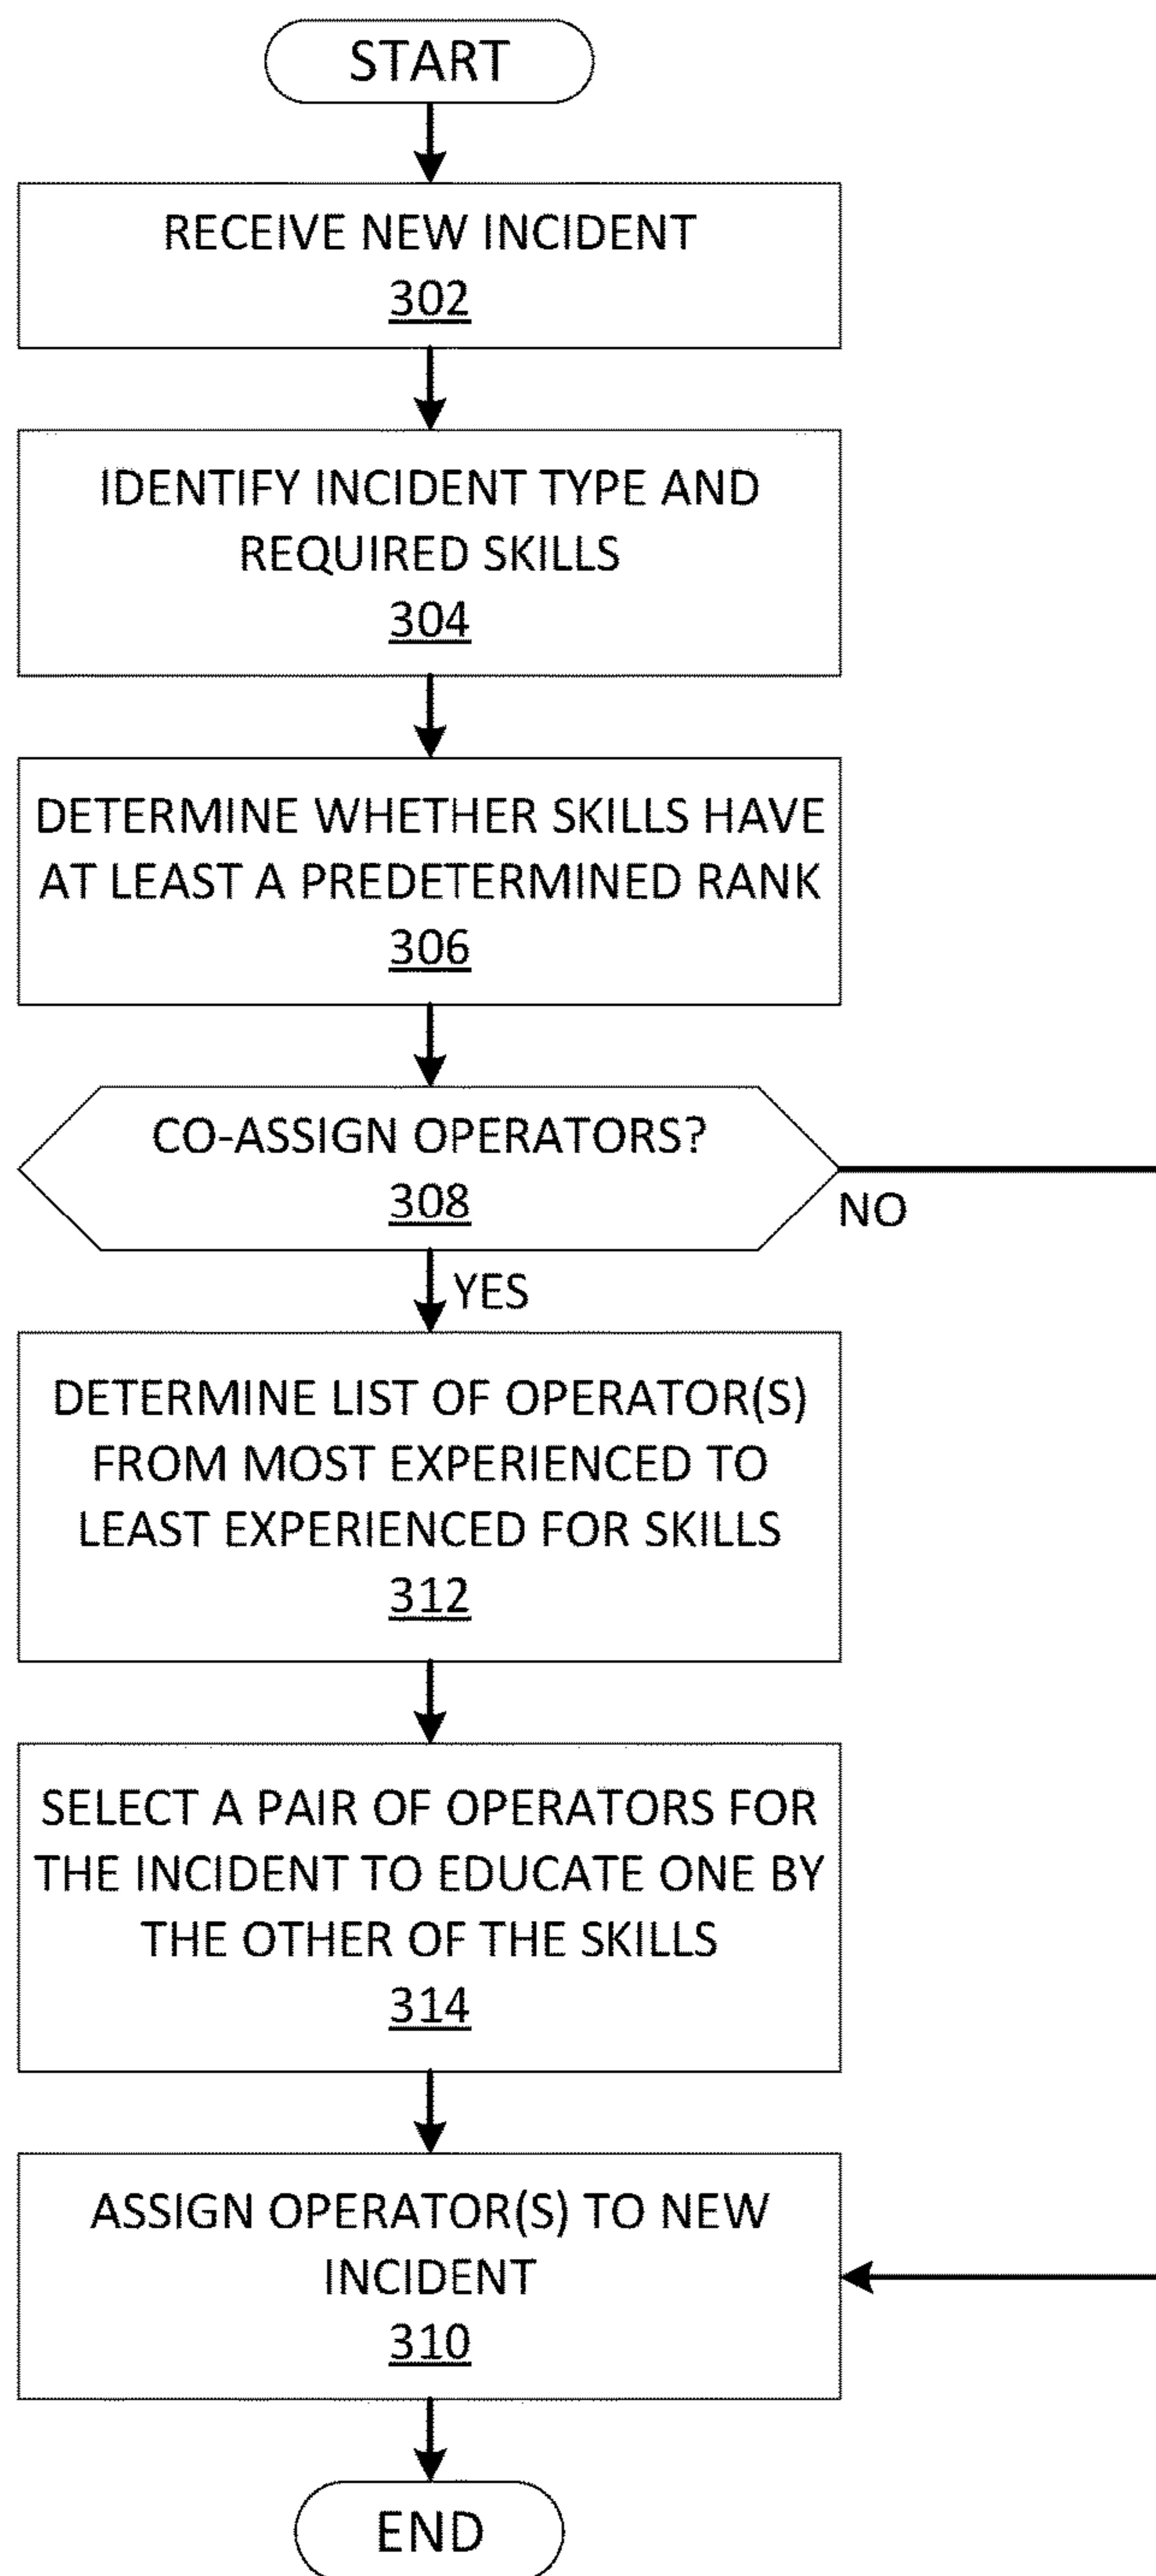 START
RECEIVE NEW INCIDENT
302
IDENTIFY INCIDENT TYPE AND
REQUIRED SKILLS
304
DETERMINE WHETHER SKILLS HAVE
AT LEAST A PREDETERMINED RANK
306
CO-ASSIGN OPERATORS?
308
NO
YES
DETERMINE LIST OF OPERATOR(S)
FROM MOST EXPERIENCED TO
LEAST EXPERIENCED FOR SKILLS
312
SELECT A PAIR OF OPERATORS FOR
THE INCIDENT TO EDUCATE ONE BY
THE OTHER OF THE SKILLS
314
ASSIGN OPERATOR(S) TO NEW
INCIDENT
310
END